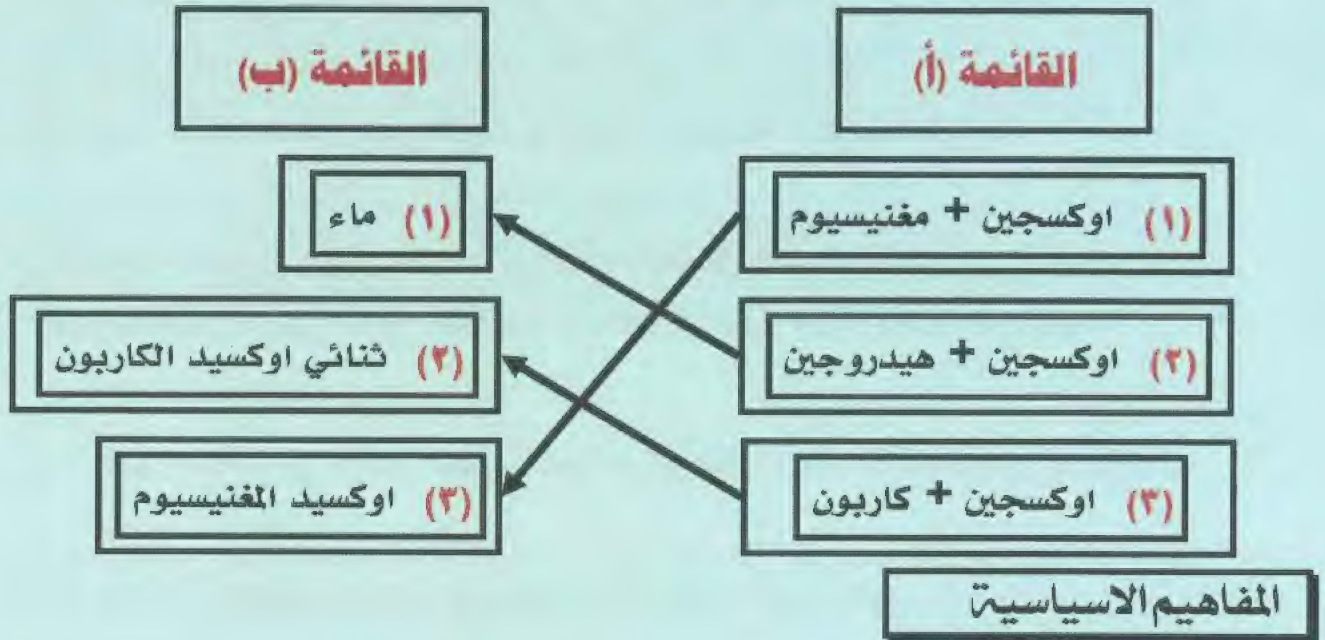 القائمة (أ)
القائمة (ب)
(١) اوكسجين + مغنيسيوم
(١) ماء
(٢) اوكسجين + هيدروجين
(٢) ثنائي اوكسيد الكاربون
(٣) اوكسجين + كاربون
(٣) اوكسيد المغنيسيوم
المفاهيم الاسياسية